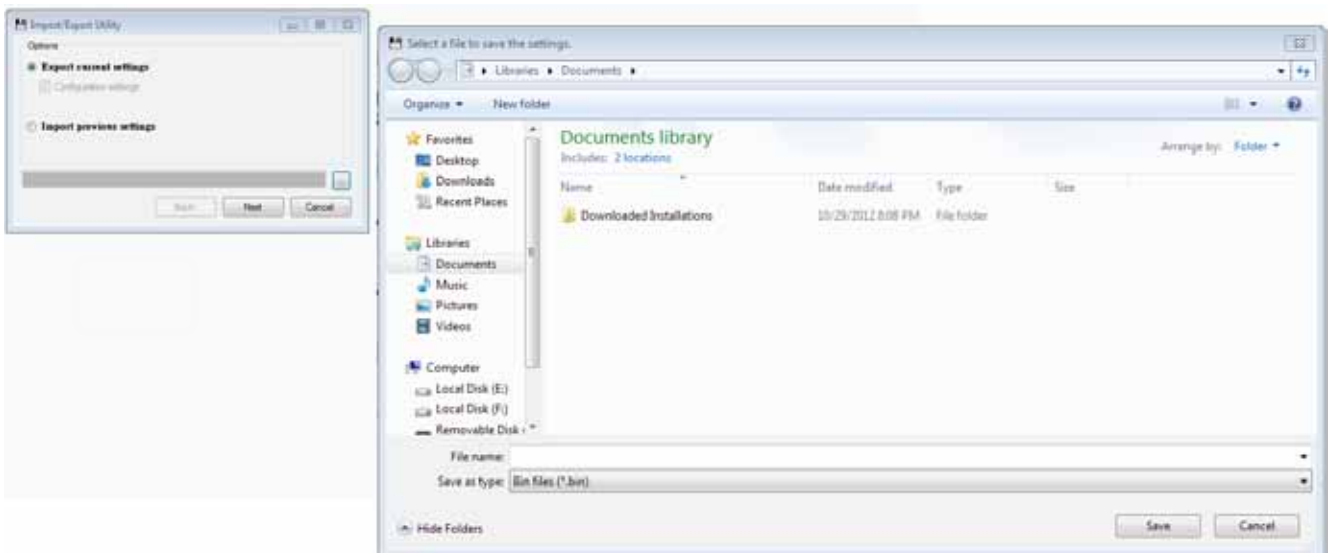 Import/Export Utility
Options
Export current settings
Configuration settings
Import previous settings
Back
Next
Cancel
Select a file to save the settings.
Libraries
Documents
Organize
New folder
Favorites
Desktop
Downloads
Recent Places
Libraries
Documents
Music
Pictures
Videos
Computer
Local Disk (E:)
Local Disk (F:)
Removable Disk
Documents library
Includes: 2 locations
Arrange by: Folder
Name Date modified Type Size
Downloaded Installations 10/29/2012 8:08 PM File folder
File name:
Save as type: Bin files (*.bin)
Hide Folders
Save
Cancel